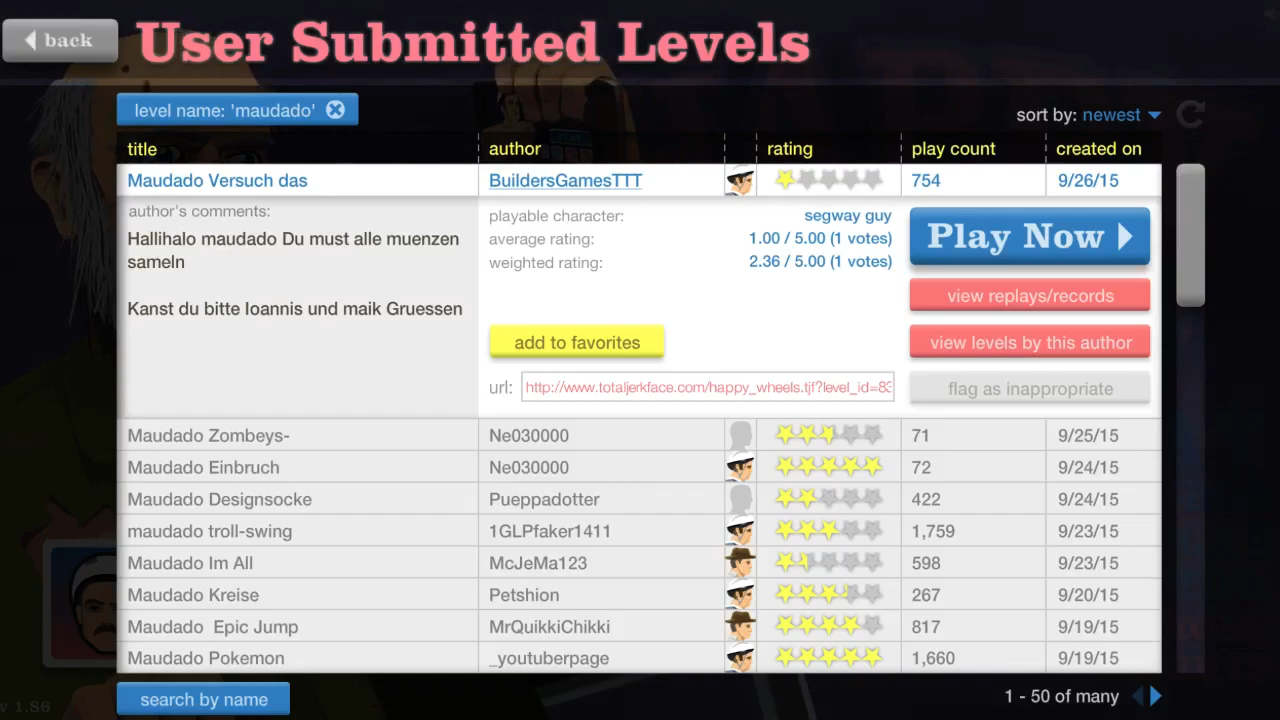 back
User Submitted Levels
level name: 'maudado'
sort by: newest
title author rating play count created on
Maudado Versuch das BuildersGamesTTT 754 9/26/15
author's comments:
Hallihalo maudado Du must alle muenzen
sameln
Kanst du bitte Ioannis und maik Gruessen
playable character: segway guy
average rating: 1.00 / 5.00 (1 votes)
weighted rating: 2.36 / 5.00 (1 votes)
add to favorites
url: http://www.totaljerkface.com/happy_wheels.tjf?level_id=83
Play Now
view replays/records
view levels by this author
flag as inappropriate
Maudado Zombeys- Ne030000 71 9/25/15
Maudado Einbruch Ne030000 72 9/24/15
Maudado Designsocke Pueppadotter 422 9/24/15
maudado troll-swing 1GLPfaker1411 1,759 9/23/15
Maudado Im All McJeMa123 598 9/23/15
Maudado Kreise Petshion 267 9/20/15
Maudado  Epic Jump MrQuikkiChikki 817 9/19/15
Maudado Pokemon _youtuberpage 1,660 9/19/15
search by name
1 - 50 of many
v 1.86